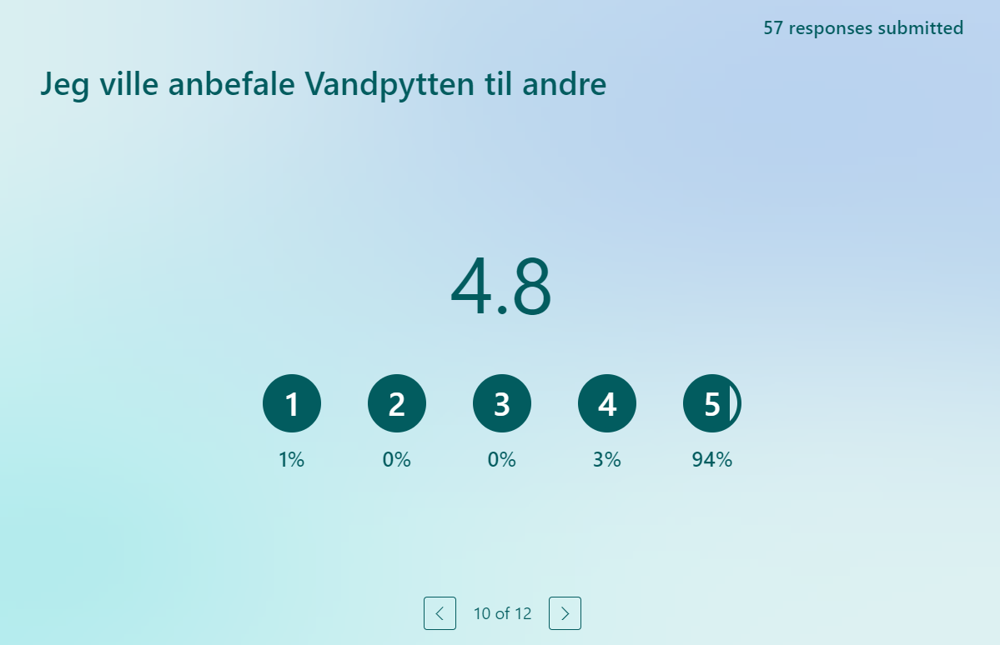 57 responses submitted
Jeg ville anbefale Vandpytten til andre
4.8
1 2 3 4 5
1% 0% 0% 3% 94%
10 of 12